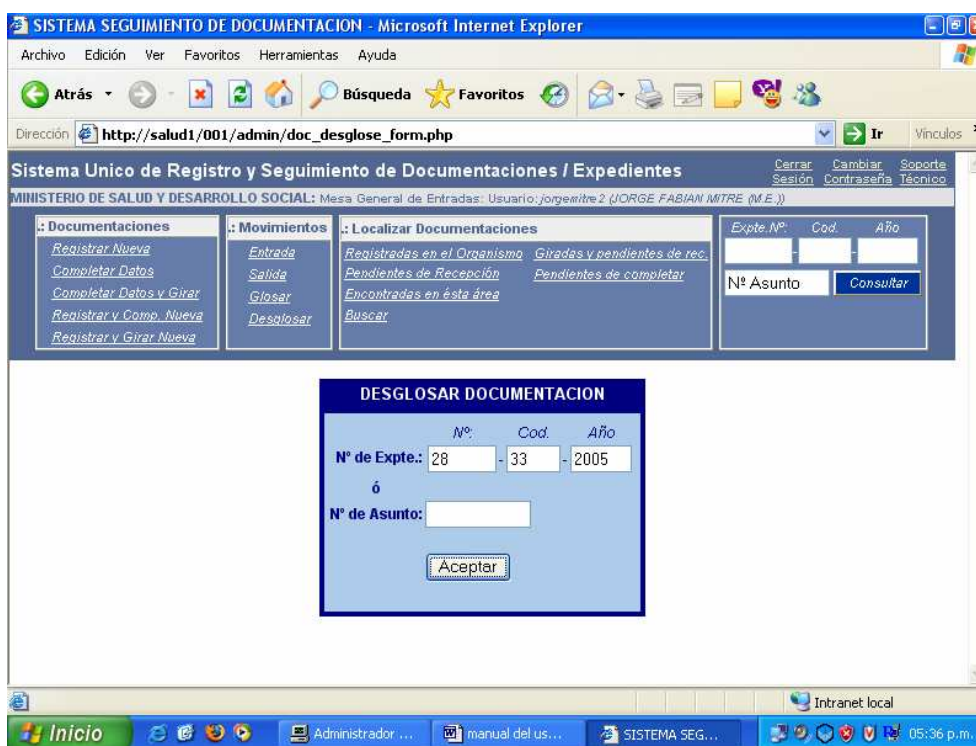 SISTEMA SEGUIMIENTO DE DOCUMENTACION - Microsoft Internet Explorer
Archivo Edición Ver Favoritos Herramientas Ayuda
Atrás Búsqueda Favoritos
Dirección http://salud1/001/admin/doc_desglose_form.php Ir Vínculos
Sistema Unico de Registro y Seguimiento de Documentaciones / Expedientes
Cerrar Sesión Cambiar Contraseña Soporte Técnico
MINISTERIO DE SALUD Y DESARROLLO SOCIAL: Mesa General de Entradas: Usuario:jorgemitre2 (JORGE FABIAN MITRE (M.E.))
.: Documentaciones
Registrar Nueva
Completar Datos
Completar Datos y Girar
Registrar y Comp. Nueva
Registrar y Girar Nueva
.: Movimientos
Entrada
Salida
Glosar
Desglosar
.: Localizar Documentaciones
Registradas en el Organismo Giradas y pendientes de rec.
Pendientes de Recepción Pendientes de completar
Encontradas en ésta área
Buscar
Expte.Nº: Cod. Año
- -
Nº Asunto Consultar
DESGLOSAR DOCUMENTACION
Nº: Cod. Año
Nº de Expte.: 28 - 33 - 2005
ó
Nº de Asunto:
Aceptar
Intranet local
Inicio Administrador ... manual del us... SISTEMA SEG... 05:36 p.m.